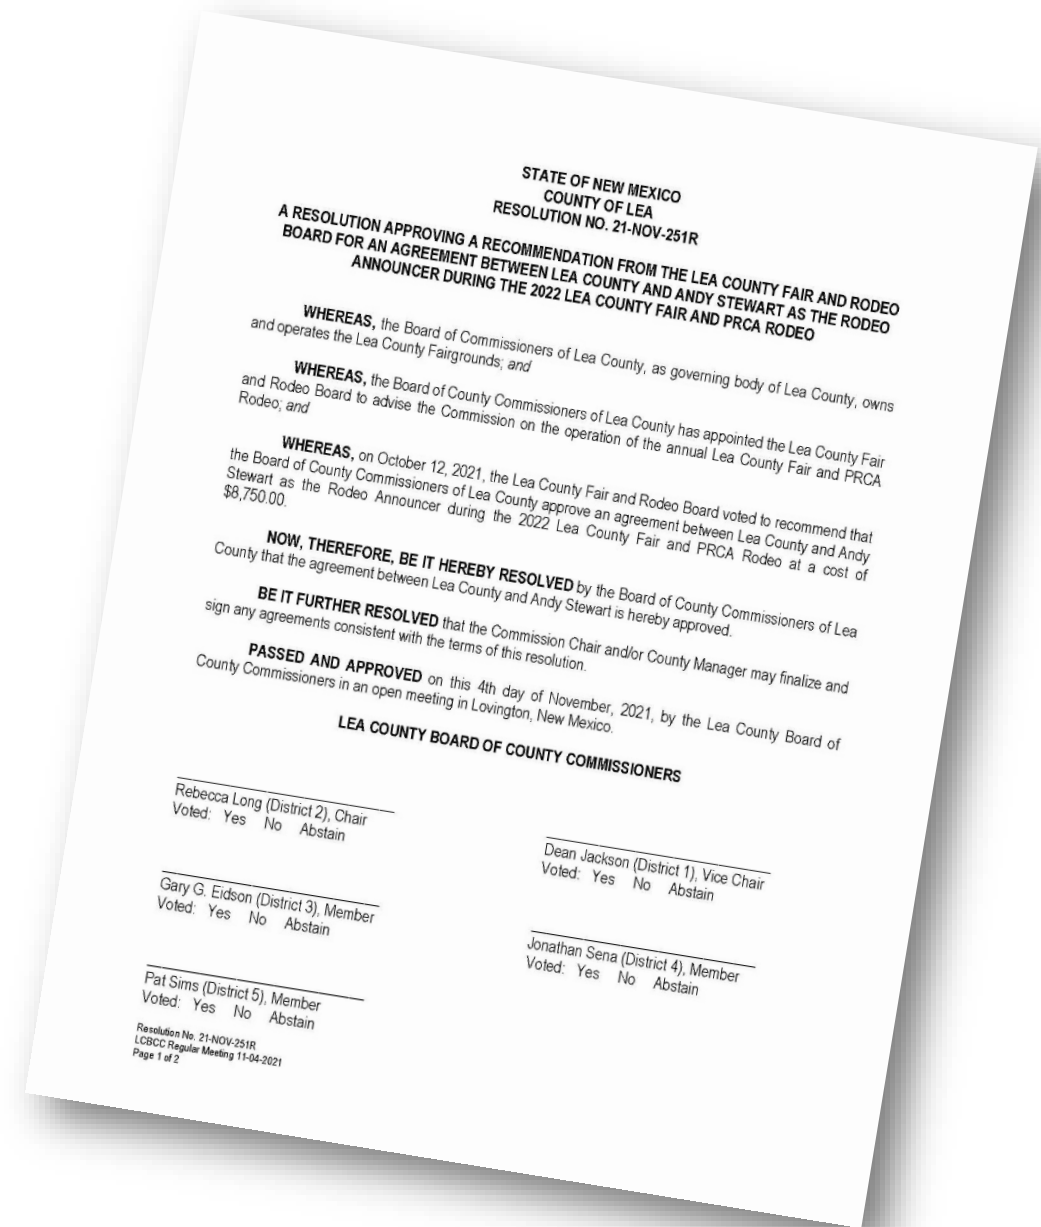 STATE OF NEW MEXICO
COUNTY OF LEA
RESOLUTION NO. 21-NOV-251R
A RESOLUTION APPROVING A RECOMMENDATION FROM THE LEA COUNTY FAIR AND RODEO
BOARD FOR AN AGREEMENT BETWEEN LEA COUNTY AND ANDY STEWART AS THE RODEO
ANNOUNCER DURING THE 2022 LEA COUNTY FAIR AND PRCA RODEO
WHEREAS, the Board of Commissioners of Lea County, as governing body of Lea County, owns
and operates the Lea County Fairgrounds; and
WHEREAS, the Board of County Commissioners of Lea County has appointed the Lea County Fair
and Rodeo Board to advise the Commission on the operation of the annual Lea County Fair and PRCA
Rodeo; and
WHEREAS, on October 12, 2021, the Lea County Fair and Rodeo Board voted to recommend that
the Board of County Commissioners of Lea County approve an agreement between Lea County and Andy
Stewart as the Rodeo Announcer during the 2022 Lea County Fair and PRCA Rodeo at a cost of
$8,750.00.
NOW, THEREFORE, BE IT HEREBY RESOLVED by the Board of County Commissioners of Lea
County that the agreement between Lea County and Andy Stewart is hereby approved.
BE IT FURTHER RESOLVED that the Commission Chair and/or County Manager may finalize and
sign any agreements consistent with the terms of this resolution.
PASSED AND APPROVED on this 4th day of November, 2021, by the Lea County Board of
County Commissioners in an open meeting in Lovington, New Mexico.
LEA COUNTY BOARD OF COUNTY COMMISSIONERS
Rebecca Long (District 2), Chair
Voted: Yes No Abstain
Dean Jackson (District 1), Vice Chair
Voted: Yes No Abstain
Gary G. Eidson (District 3), Member
Voted: Yes No Abstain
Jonathan Sena (District 4), Member
Voted: Yes No Abstain
Pat Sims (District 5), Member
Voted: Yes No Abstain
Resolution No. 21-NOV-251R
LCBCC Regular Meeting 11-04-2021
Page 1 of 2